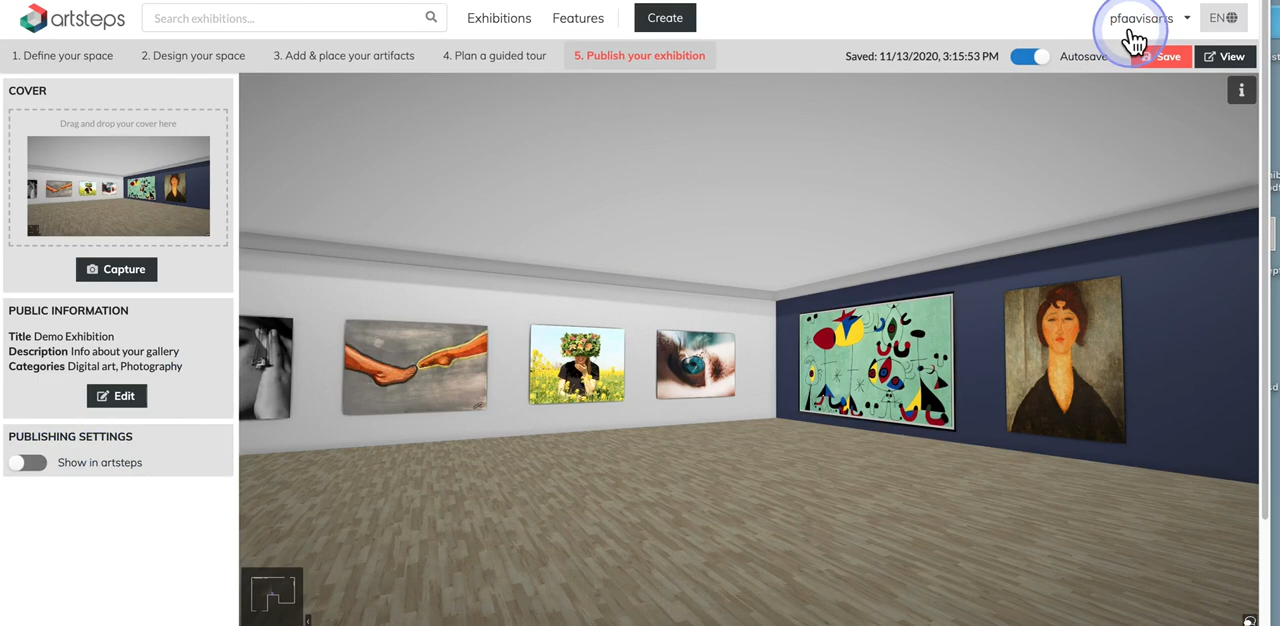 artsteps
Search exhibitions...
Exhibitions
Features
Create
pfaavisarts
EN
1. Define your space
2. Design your space
3. Add & place your artifacts
4. Plan a guided tour
5. Publish your exhibition
Saved: 11/13/2020, 3:15:53 PM
Autosave
Save
View
COVER
Drag and drop your cover here
Capture
PUBLIC INFORMATION
Title Demo Exhibition
Description Info about your gallery
Categories Digital art, Photography
Edit
PUBLISHING SETTINGS
Show in artsteps